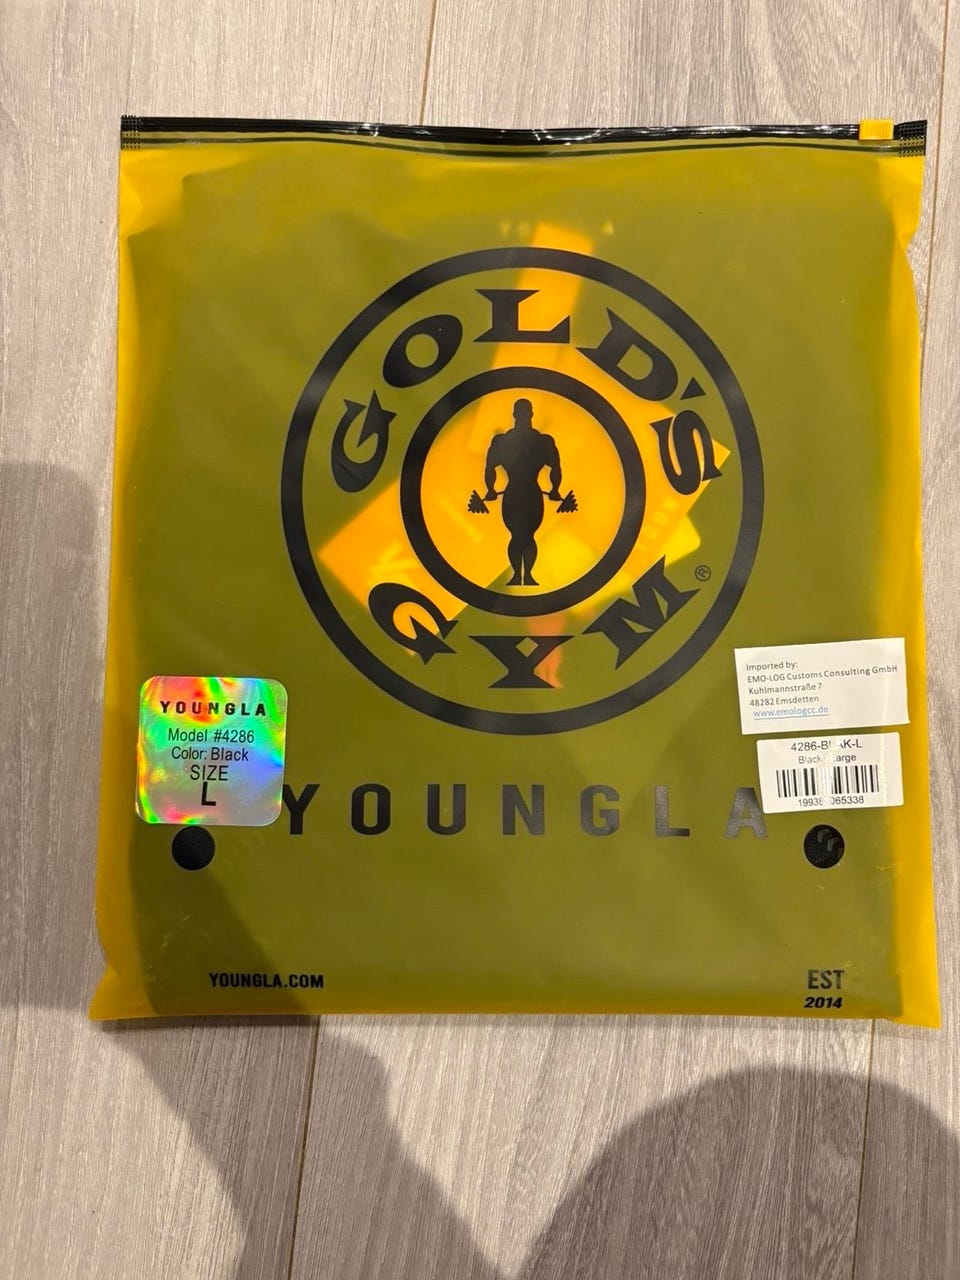 GOLD'S
GYM®
YOUNGLA
Model #4286
Color: Black
SIZE
L
Imported by:
EMO-LOG Customs Consulting GmbH
Kuhlmannstraße 7
48282 Emsdetten
www.emologcc.de
Black
YOUNGLA
YOUNGLA.COM
EST
2014